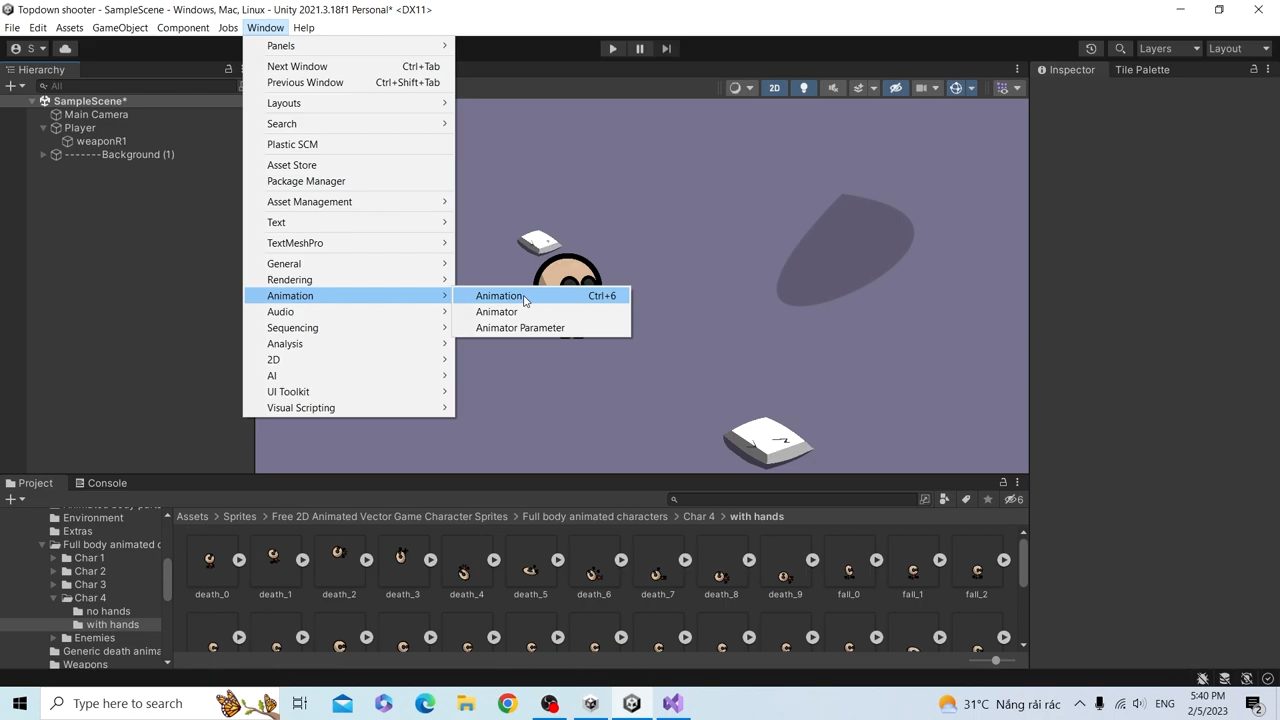 Topdown shooter - SampleScene - Windows, Mac, Linux - Unity 2021.3.18f1 Personal* <DX11>
File Edit Assets GameObject Component Jobs Window Help
S
Layers
Layout
Hierarchy
Inspector
Tile Palette
All
2D
SampleScene*
Main Camera
Player
weaponR1
-------Background (1)
Panels
Next Window Ctrl+Tab
Previous Window Ctrl+Shift+Tab
Layouts
Search
Plastic SCM
Asset Store
Package Manager
Asset Management
Text
TextMeshPro
General
Rendering
Animation
Audio
Sequencing
Analysis
2D
AI
UI Toolkit
Visual Scripting
Animation Ctrl+6
Animator
Animator Parameter
Project
Console
6
Environment
Extras
Full body animated c
Char 1
Char 2
Char 3
Char 4
no hands
with hands
Enemies
Generic death anima
Weapons
Assets > Sprites > Free 2D Animated Vector Game Character Sprites > Full body animated characters > Char 4 > with hands
death_0 death_1 death_2 death_3 death_4 death_5 death_6 death_7 death_8 death_9 fall_0 fall_1 fall_2
Type here to search
31°C Nắng rải rác
5:40 PM
2/5/2023
2